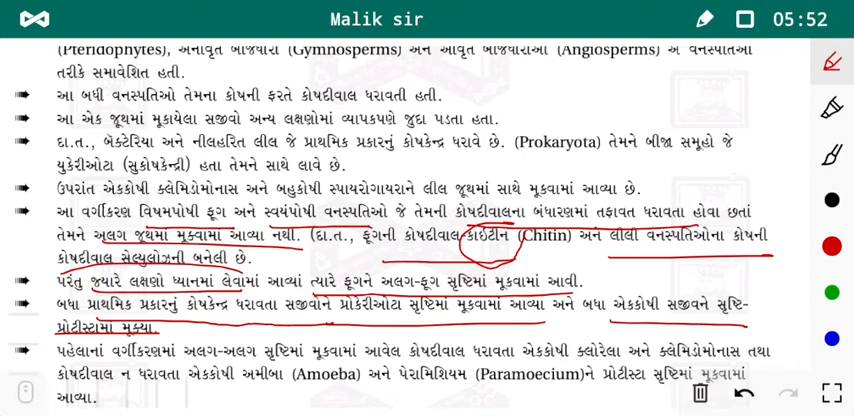 Malik sir
05:52
(Pteridophytes), અનાવૃત બીજધારી (Gymnosperms) અને આવૃત બીજધારીઓ (Angiosperms) એ વનસ્પતિઓ
તરીકે સમાવેશિત હતી.
આ બધી વનસ્પતિઓ તેમના કોષની ફરતે કોષદીવાલ ધરાવતી હતી.
આ એક જૂથમાં મૂકાયેલા સજીવો અન્ય લક્ષણોમાં વ્યાપકપણે જુદા પડતા હતા.
દા.ત., બૅક્ટેરિયા અને નીલહરિત લીલ જે પ્રાથમિક પ્રકારનું કોષકેન્દ્ર ધરાવે છે. (Prokaryota) તેમને બીજા સમૂહો જે
યુકેરીઓટા (સુકોષકેન્દ્રી) હતા તેમને સાથે લાવે છે.
ઉપરાંત એકકોષી ક્લેમિડોમોનાસ અને બહુકોષી સ્પાયરોગાયરાને લીલ જૂથમાં સાથે મૂકવામાં આવ્યા છે.
આ વર્ગીકરણ વિષમપોષી ફૂગ અને સ્વયંપોષી વનસ્પતિઓ જે તેમની કોષદીવાલના બંધારણમાં તફાવત ધરાવતા હોવા છતાં
તેમને અલગ જૂથમાં મૂકવામાં આવ્યા નથી. (દા.ત., ફૂગની કોષદીવાલ-કાઇટીન (Chitin) અને લીલી વનસ્પતિઓના કોષની
કોષદીવાલ સેલ્યુલોઝની બનેલી છે.
પરંતુ જ્યારે લક્ષણો ધ્યાનમાં લેવામાં આવ્યાં ત્યારે ફૂગને અલગ-ફૂગ સૃષ્ટિમાં મૂકવામાં આવી.
બધા પ્રાથમિક પ્રકારનું કોષકેન્દ્ર ધરાવતા સજીવોને પ્રોકેરીઓટા સૃષ્ટિમાં મૂકવામાં આવ્યા અને બધા એકકોષી સજીવને સૃષ્ટિ-
પ્રોટીસ્ટામાં મૂક્યા.
પહેલાનાં વર્ગીકરણમાં અલગ-અલગ સૃષ્ટિમાં મૂકવામાં આવેલ કોષદીવાલ ધરાવતા એકકોષી ક્લોરેલા અને ક્લેમિડોમોનાસ તથા
કોષદીવાલ ન ધરાવતા એકકોષી અમીબા (Amoeba) અને પેરામિશિયમ (Paramoecium)ને પ્રોટીસ્ટા સૃષ્ટિમાં મૂકવામાં
આવ્યા.